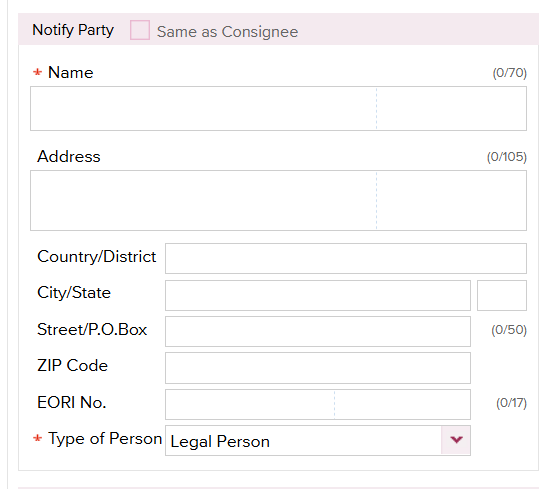 Notify Party Same as Consignee
* Name (0/70)
Address (0/105)
Country/District
City/State
Street/P.O.Box (0/50)
ZIP Code
EORI No. (0/17)
* Type of Person Legal Person